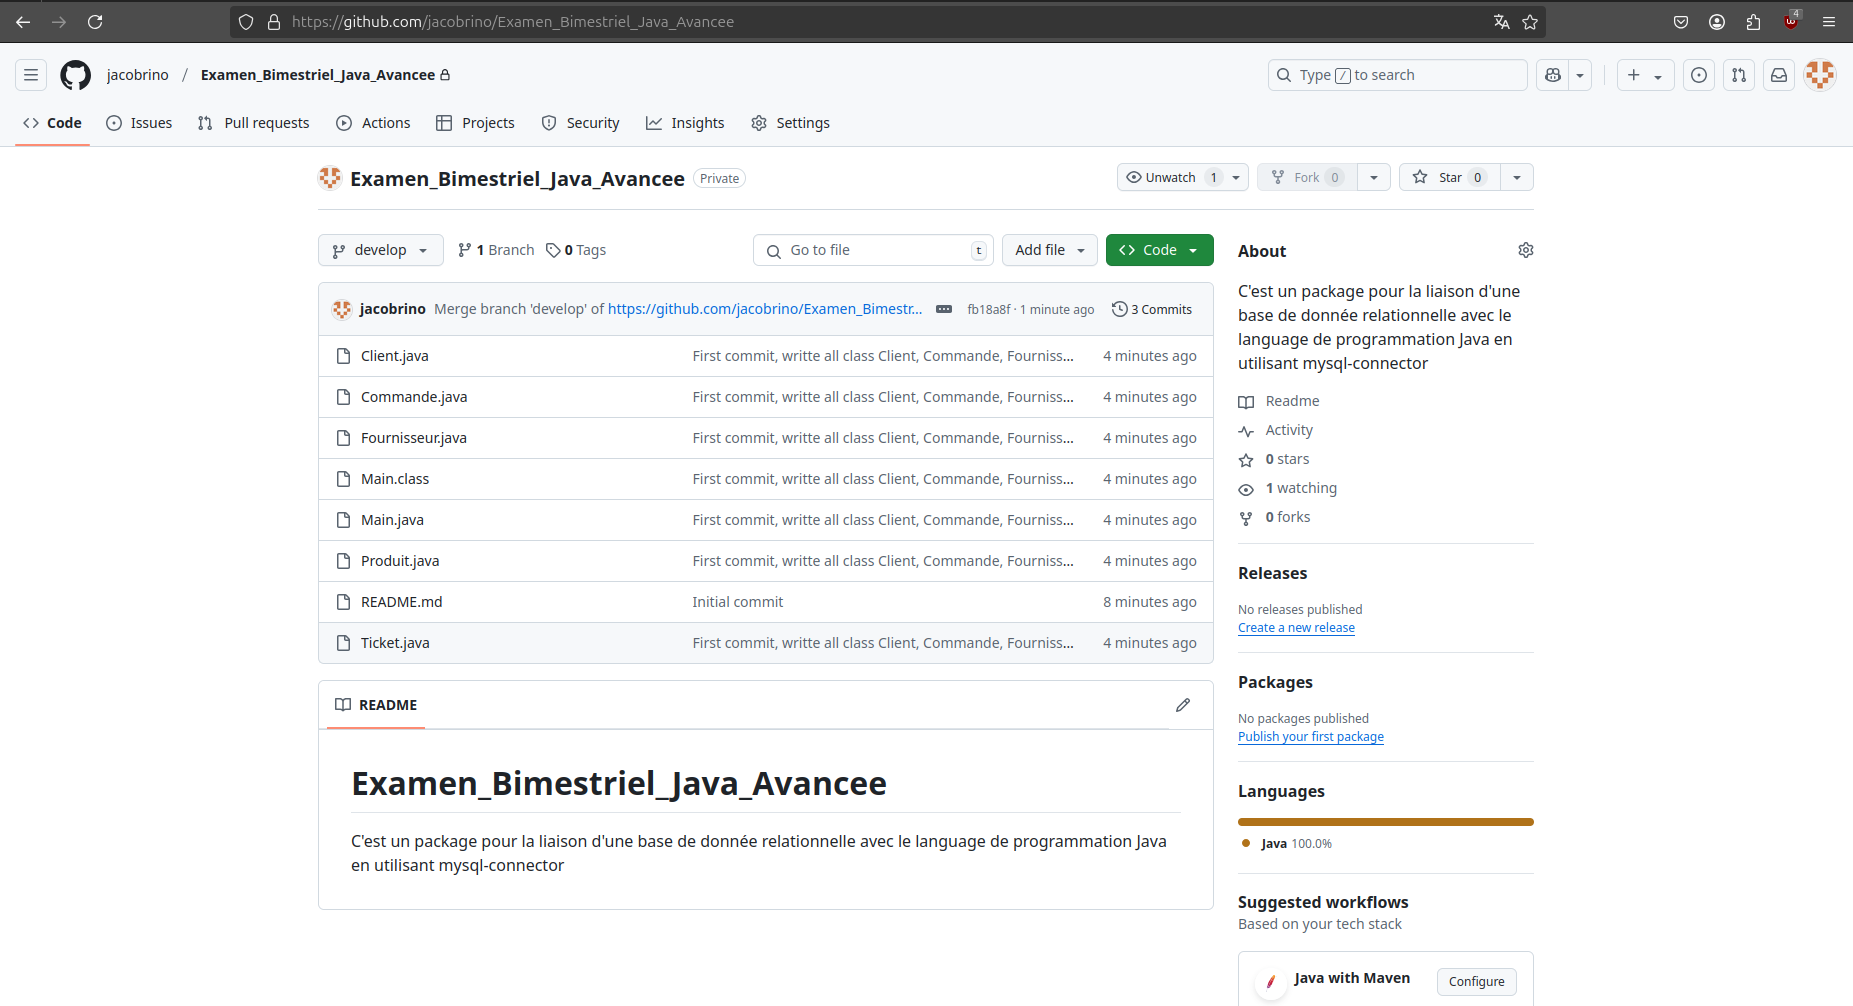 https://github.com/jacobrino/Examen_Bimestriel_Java_Avancee
4
jacobrino / Examen_Bimestriel_Java_Avancee
Type / to search
Code Issues Pull requests Actions Projects Security Insights Settings
Examen_Bimestriel_Java_Avancee Private
Unwatch 1 Fork 0 Star 0
develop 1 Branch 0 Tags
Go to file t
Add file Code
jacobrino Merge branch 'develop' of https://github.com/jacobrino/Examen_Bimestr... fb18a8f · 1 minute ago 3 Commits
Client.java First commit, writte all class Client, Commande, Fourniss... 4 minutes ago
Commande.java First commit, writte all class Client, Commande, Fourniss... 4 minutes ago
Fournisseur.java First commit, writte all class Client, Commande, Fourniss... 4 minutes ago
Main.class First commit, writte all class Client, Commande, Fourniss... 4 minutes ago
Main.java First commit, writte all class Client, Commande, Fourniss... 4 minutes ago
Produit.java First commit, writte all class Client, Commande, Fourniss... 4 minutes ago
README.md Initial commit 8 minutes ago
Ticket.java First commit, writte all class Client, Commande, Fourniss... 4 minutes ago
README
Examen_Bimestriel_Java_Avancee
C'est un package pour la liaison d'une base de donnée relationnelle avec le language de programmation Java
en utilisant mysql-connector
About
C'est un package pour la liaison d'une
base de donnée relationnelle avec le
language de programmation Java en
utilisant mysql-connector
Readme
Activity
0 stars
1 watching
0 forks
Releases
No releases published
Create a new release
Packages
No packages published
Publish your first package
Languages
Java 100.0%
Suggested workflows
Based on your tech stack
Java with Maven Configure